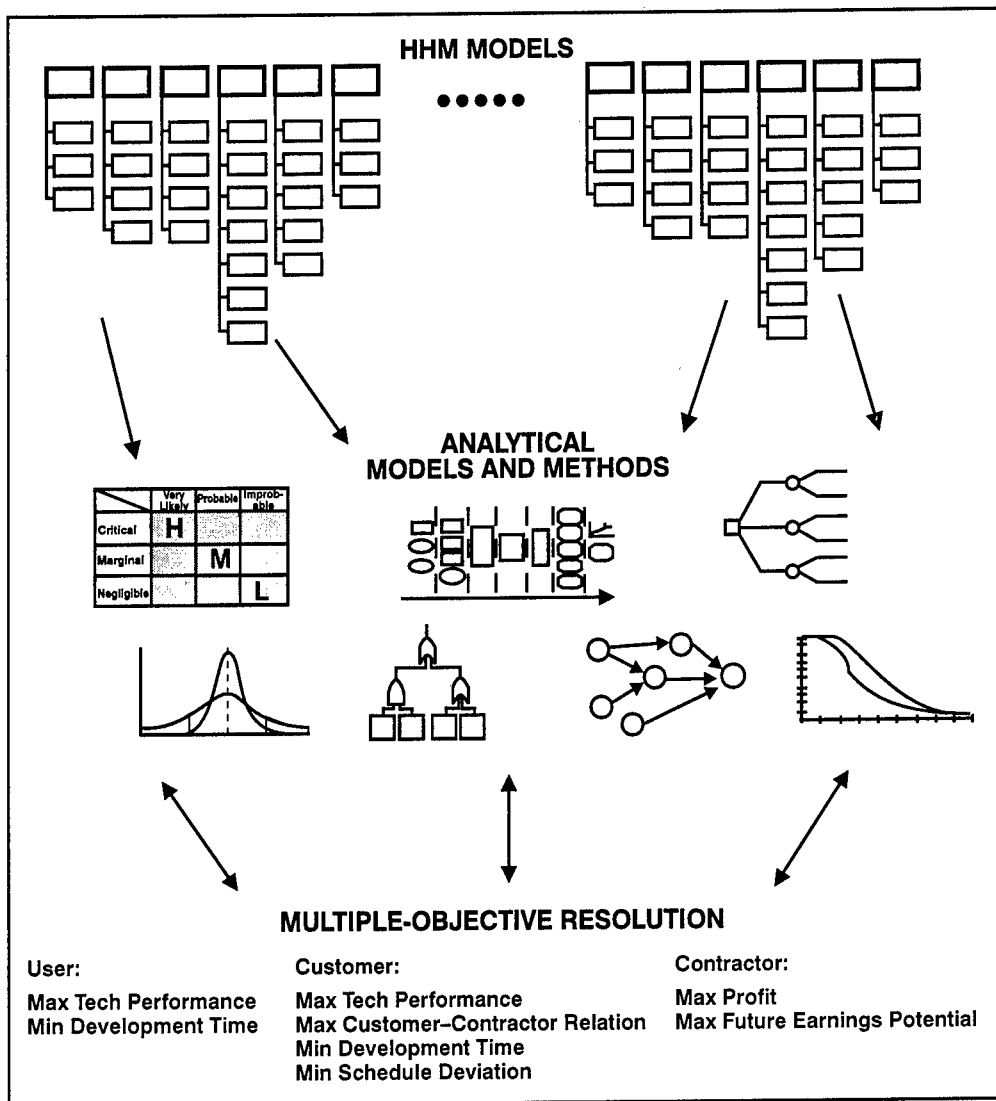 HHM MODELS
ANALYTICAL
MODELS AND METHODS
Very Likely Probable Improb-able
Critical H
Marginal M
Negligible L
MULTIPLE-OBJECTIVE RESOLUTION
User:
Max Tech Performance
Min Development Time
Customer:
Max Tech Performance
Max Customer–Contractor Relation
Min Development Time
Min Schedule Deviation
Contractor:
Max Profit
Max Future Earnings Potential